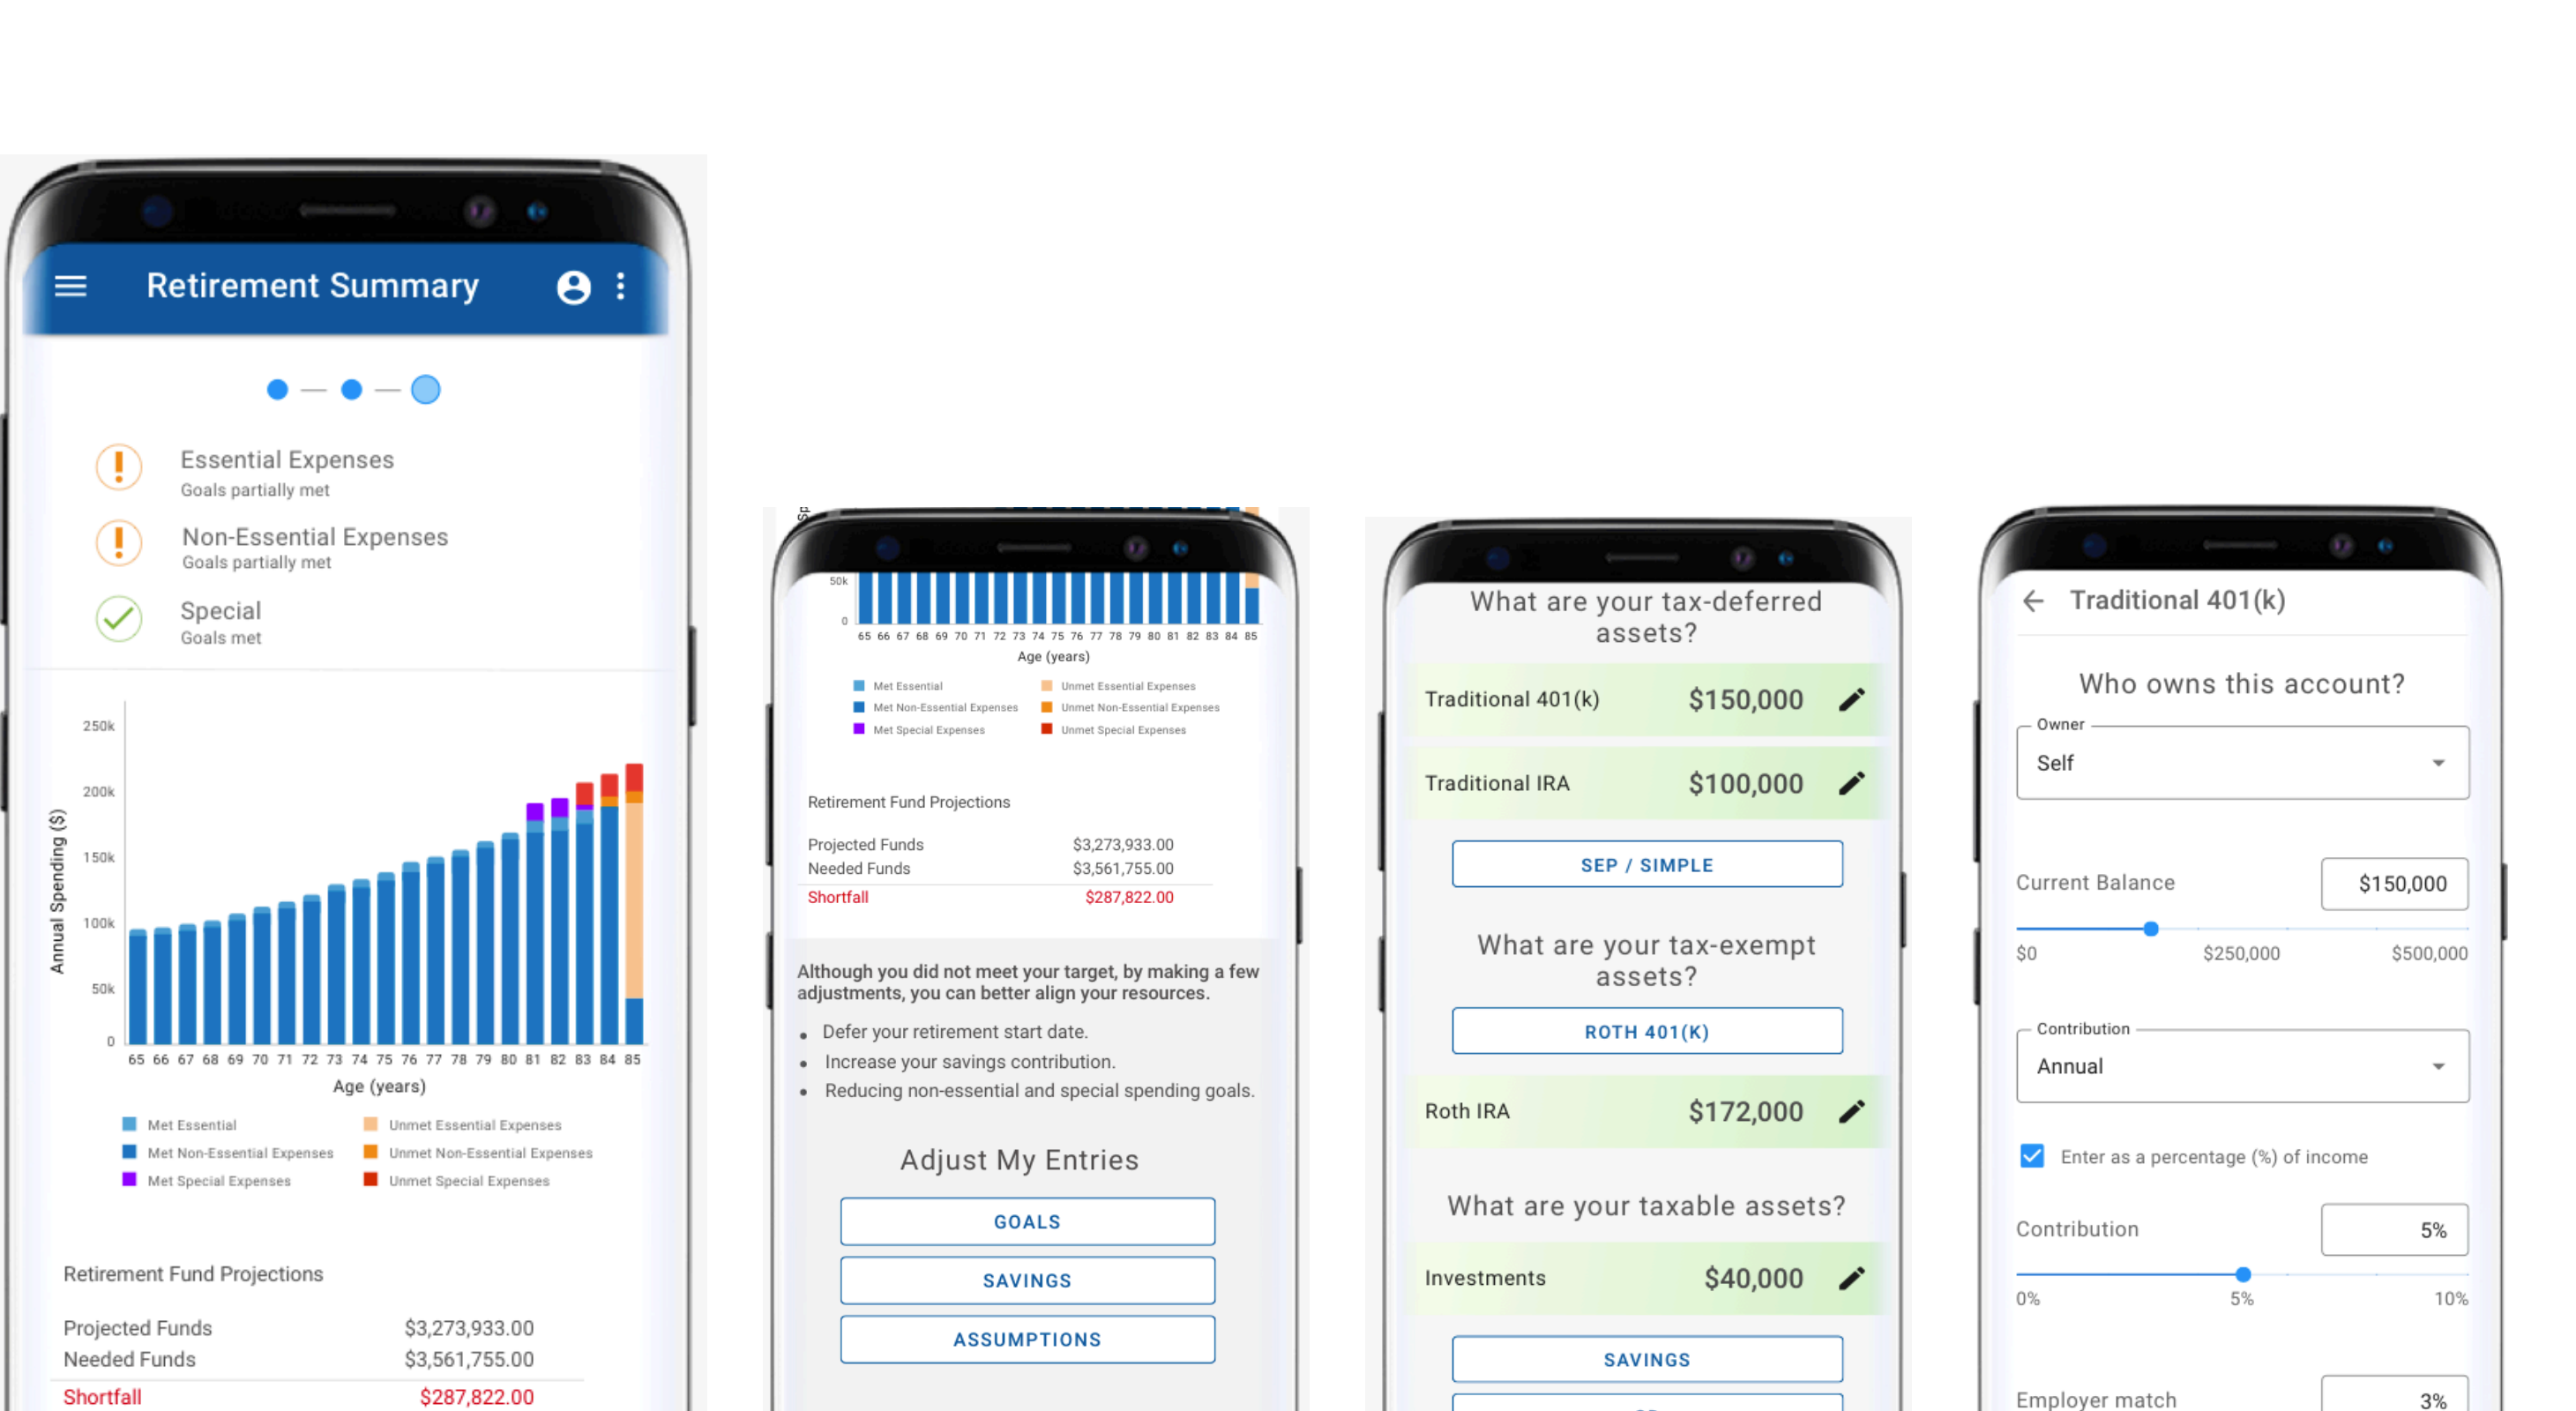 Retirement Summary
Essential Expenses
Goals partially met
Non-Essential Expenses
Goals partially met
Special
Goals met
Annual Spending ($)
250k
200k
150k
100k
50k
0
65 66 67 68 69 70 71 72 73 74 75 76 77 78 79 80 81 82 83 84 85
Age (years)
Met Essential
Unmet Essential Expenses
Met Non-Essential Expenses
Unmet Non-Essential Expenses
Met Special Expenses
Unmet Special Expenses
Retirement Fund Projections
Projected Funds $3,273,933.00
Needed Funds $3,561,755.00
Shortfall $287,822.00
50k
0
65 66 67 68 69 70 71 72 73 74 75 76 77 78 79 80 81 82 83 84 85
Age (years)
Met Essential
Unmet Essential Expenses
Met Non-Essential Expenses
Unmet Non-Essential Expenses
Met Special Expenses
Unmet Special Expenses
Retirement Fund Projections
Projected Funds $3,273,933.00
Needed Funds $3,561,755.00
Shortfall $287,822.00
Although you did not meet your target, by making a few
adjustments, you can better align your resources.
• Defer your retirement start date.
• Increase your savings contribution.
• Reducing non-essential and special spending goals.
Adjust My Entries
GOALS
SAVINGS
ASSUMPTIONS
What are your tax-deferred
assets?
Traditional 401(k) $150,000
Traditional IRA $100,000
SEP / SIMPLE
What are your tax-exempt
assets?
ROTH 401(K)
Roth IRA $172,000
What are your taxable assets?
Investments $40,000
SAVINGS
Traditional 401(k)
Who owns this account?
Owner
Self
Current Balance $150,000
$0 $250,000 $500,000
Contribution
Annual
Enter as a percentage (%) of income
Contribution 5%
0% 5% 10%
Employer match 3%